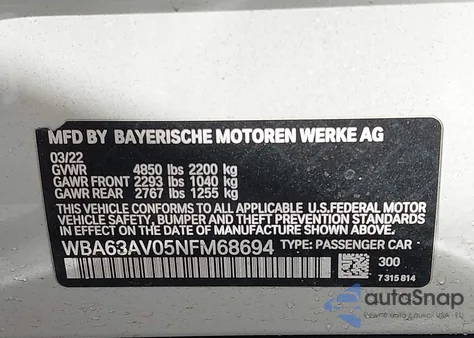 MFD BY BAYERISCHE MOTOREN WERKE AG
03/22
GVWR 4850 lbs 2200 kg
GAWR FRONT 2293 lbs 1040 kg
GAWR REAR 2767 lbs 1255 kg
THIS VEHICLE CONFORMS TO ALL APPLICABLE U.S. FEDERAL MOTOR
VEHICLE SAFETY, BUMPER, AND THEFT PREVENTION STANDARDS
IN EFFECT ON THE DATE OF MANUFACTURE SHOWN ABOVE.
WBA63AV05NFM68694 TYPE: PASSENGER CAR
300
7 315 814
autoSnap